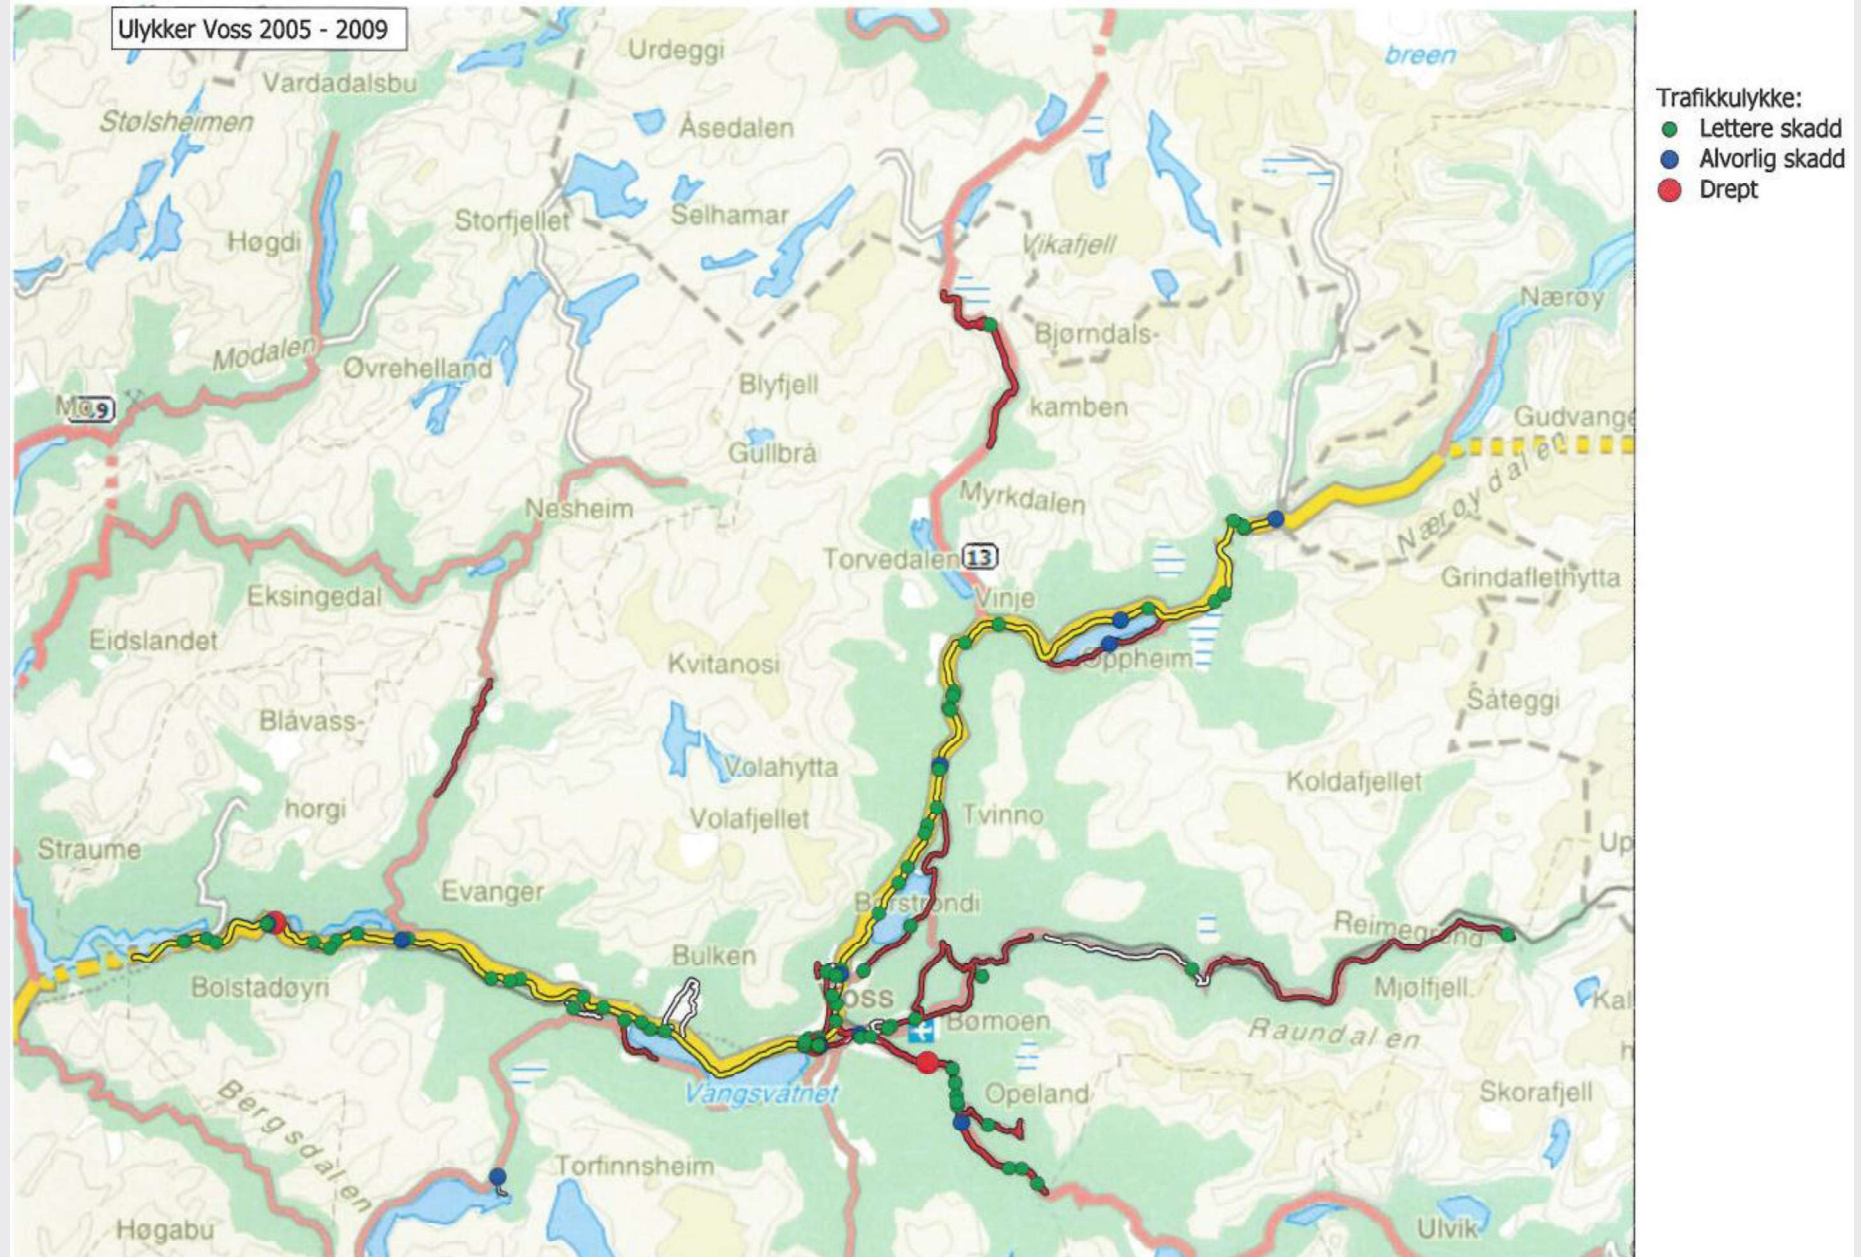 Ulykker Voss 2005 - 2009
Trafikkulykke:
Lettere skadd
Alvorlig skadd
Drept
Urdeggi
breen
Vardadalsbu
Stølsheimen
Åsedalen
Storfjellet
Selhamar
Høgdi
Vikafjell
Nærøy
Bjørndals-
Modalen
Øvrehelland
Blyfjell
kamben
Gudvange
Gullbrå
Myrkdalen
Nesheim
Nærøydalen
Torvedalen
13
Grindaflethytta
Eksingedal
Vinje
Eidslandet
Kvitanosi
Oppheim
Såteggi
Blåvass-
Volahytta
Koldafjellet
horgi
Volafjellet
Tvinno
Straume
Up
Evanger
Reimegrend
Bulken
Bolstadøyri
oss
Mjølfjell
Kal
Bømoen
Raundalen
Vangsvatnet
Opeland
Skorafjell
Bergsdalen
Torfinnsheim
Høgabu
Ulvik